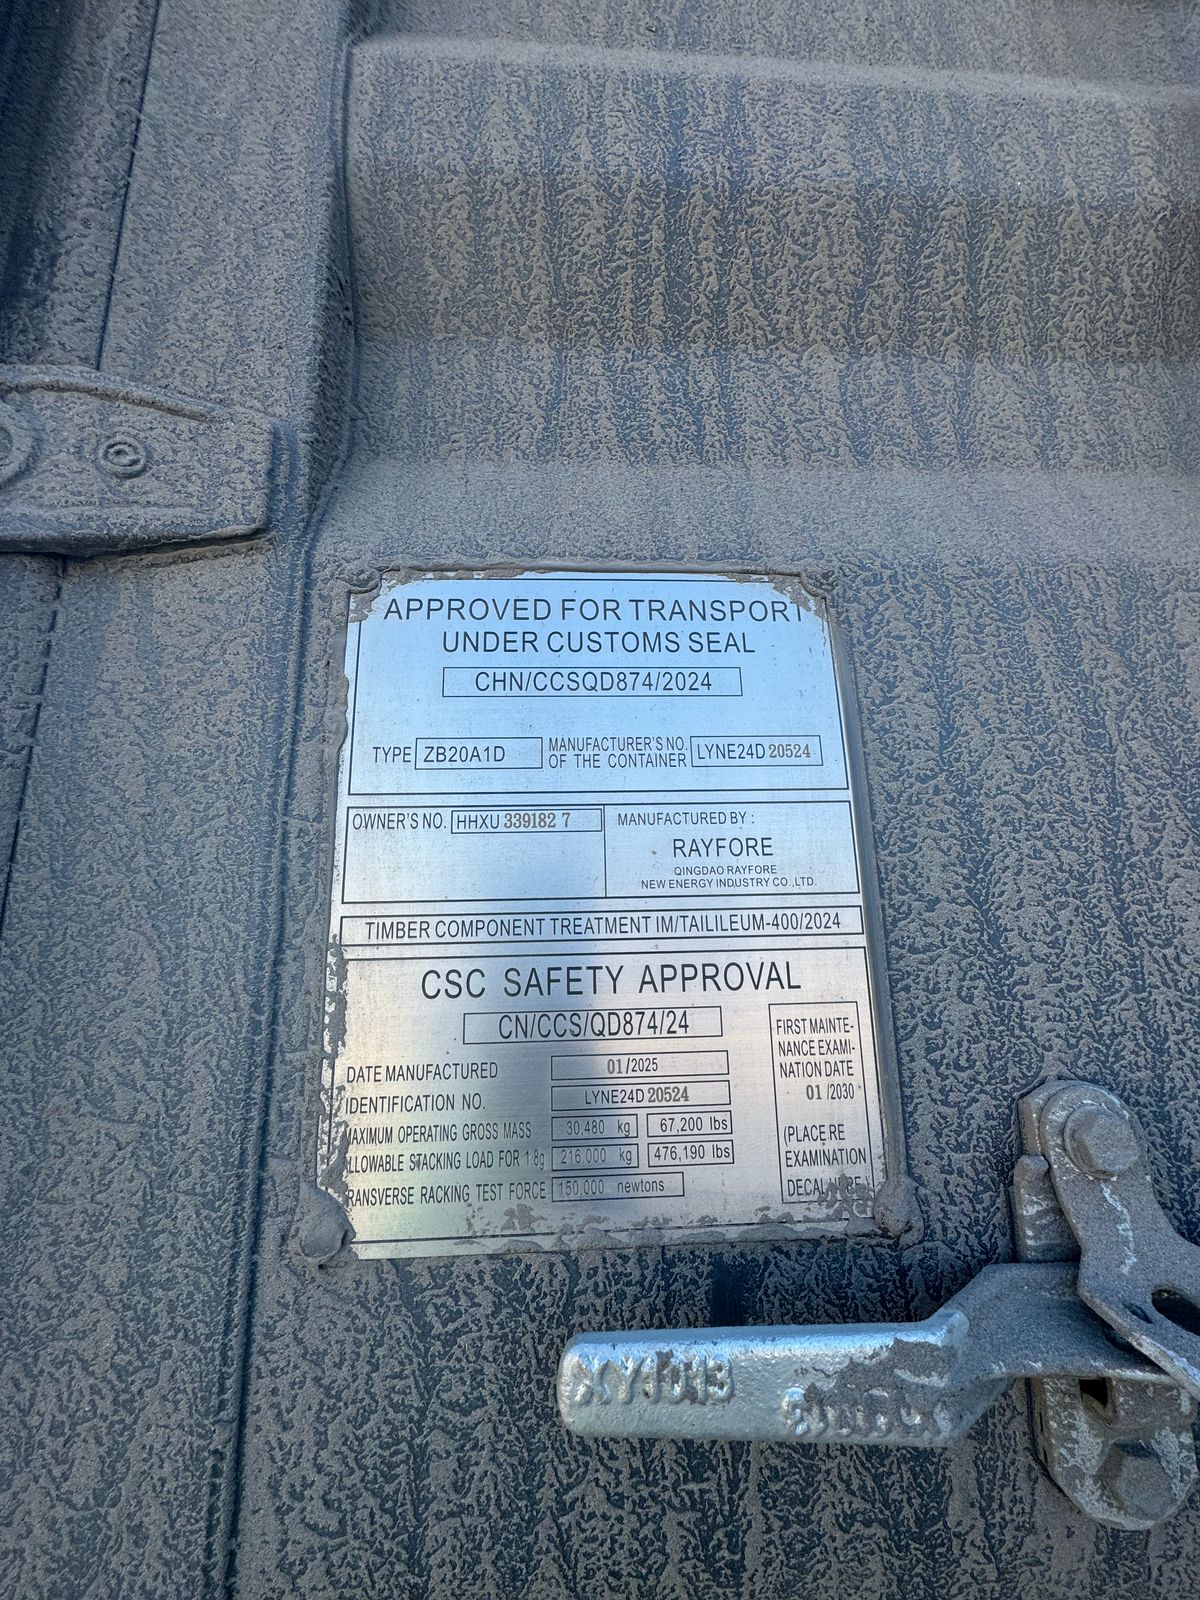 APPROVED FOR TRANSPORT
UNDER CUSTOMS SEAL
CHN/CCSQD874/2024
TYPE ZB20A1D MANUFACTURER'S NO. OF THE CONTAINER LYNE24D 20524
OWNER'S NO. HHXU 339182 7
MANUFACTURED BY :
RAYFORE
QINGDAO RAYFORE
NEW ENERGY INDUSTRY CO.,LTD.
TIMBER COMPONENT TREATMENT IM/TAILILEUM-400/2024
CSC SAFETY APPROVAL
CN/CCS/QD874/24
DATE MANUFACTURED 01/2025
IDENTIFICATION NO. LYNE24D 20524
MAXIMUM OPERATING GROSS MASS 30,480 kg 67,200 lbs
ALLOWABLE STACKING LOAD FOR 1.8g 216,000 kg 476,190 lbs
TRANSVERSE RACKING TEST FORCE 150,000 newtons
FIRST MAINTE-
NANCE EXAMI-
NATION DATE
01 /2030
(PLACE RE
EXAMINATION
DECAL HERE)